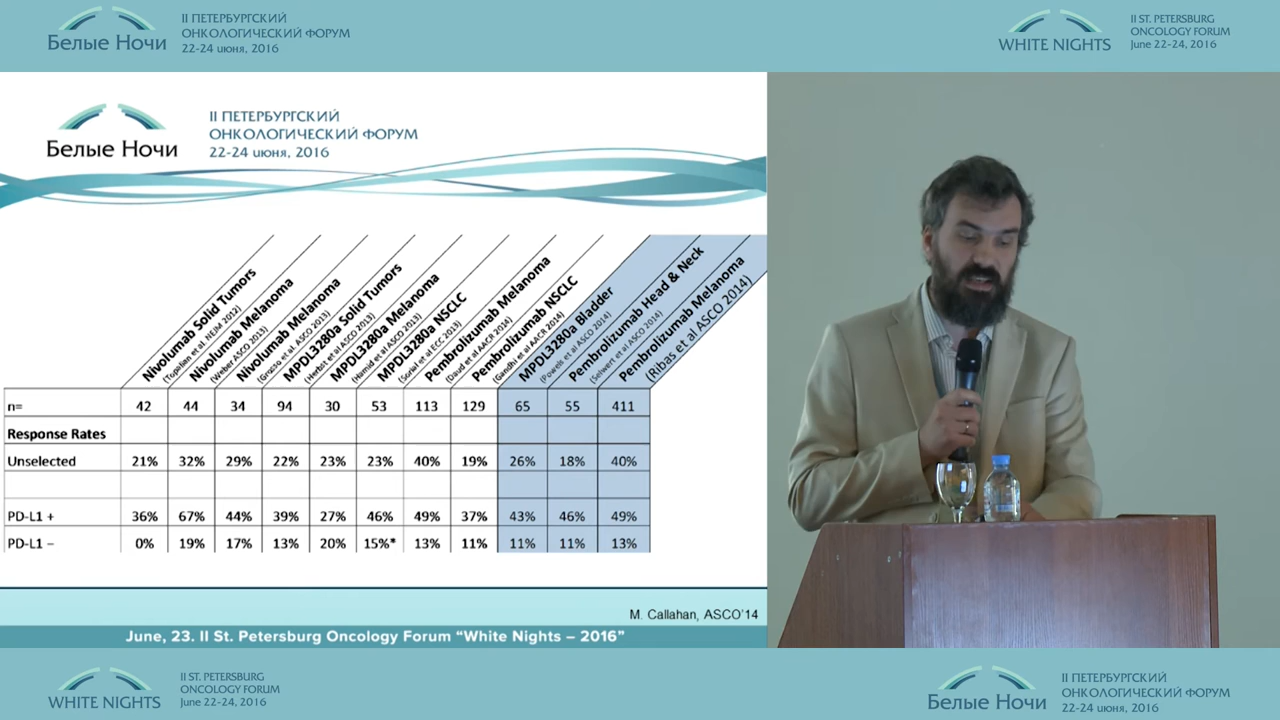 Белые Ночи
II ПЕТЕРБУРГСКИЙ
ОНКОЛОГИЧЕСКИЙ ФОРУМ
22-24 июня, 2016
WHITE NIGHTS
II ST. PETERSBURG
ONCOLOGY FORUM
June 22-24, 2016
Белые Ночи
II ПЕТЕРБУРГСКИЙ
ОНКОЛОГИЧЕСКИЙ ФОРУМ
22-24 июня, 2016
Nivolumab Solid Tumors
(Topalian et al. NEJM 2012)
Nivolumab Melanoma
(Weber ASCO 2013)
Nivolumab Melanoma
(Grosso et al. ASCO 2013)
MPDL3280a Solid Tumors
(Herbst et al ASCO 2013)
MPDL3280a Melanoma
(Hamid et al ASCO 2013)
MPDL3280a NSCLC
(Soria et al ECC 2013)
Pembrolizumab Melanoma
(Daud et al AACR 2014)
Pembrolizumab NSCLC
(Gandhi et al AACR 2014)
MPDL3280a Bladder
(Powels et al ASCO 2014)
Pembrolizumab Head & Neck
(Seiwert et al ASCO 2014)
Pembrolizumab Melanoma
(Ribas et al ASCO 2014)
n= 42 44 34 94 30 53 113 129 65 55 411
Response Rates
Unselected 21% 32% 29% 22% 23% 23% 40% 19% 26% 18% 40%
PD-L1 + 36% 67% 44% 39% 27% 46% 49% 37% 43% 46% 49%
PD-L1 – 0% 19% 17% 13% 20% 15%* 13% 11% 11% 11% 13%
M. Callahan, ASCO'14
June, 23. II St. Petersburg Oncology Forum “White Nights – 2016”
WHITE NIGHTS
II ST. PETERSBURG
ONCOLOGY FORUM
June 22-24, 2016
Белые Ночи
II ПЕТЕРБУРГСКИЙ
ОНКОЛОГИЧЕСКИЙ ФОРУМ
22-24 июня, 2016